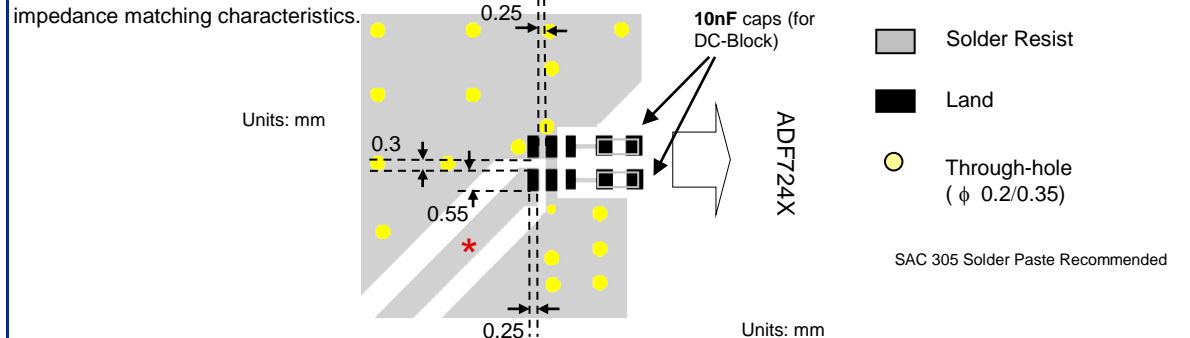 impedance matching characteristics.
0.25
10nF caps (for
DC-Block)
Solder Resist
Land
Units: mm
ADF724X
0.3
Through-hole
( ϕ 0.2/0.35)
0.55
*
SAC 305 Solder Paste Recommended
0.25
Units: mm